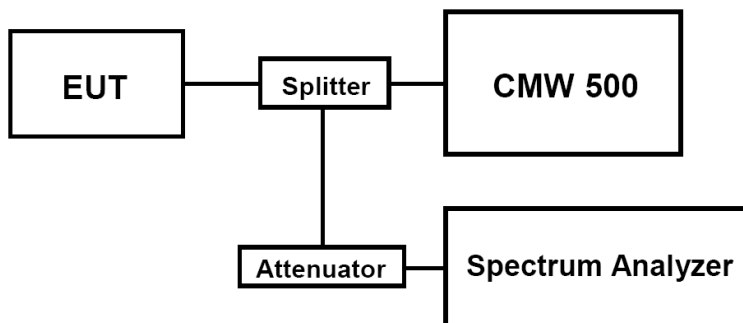 EUT
Splitter
CMW 500
Attenuator
Spectrum Analyzer